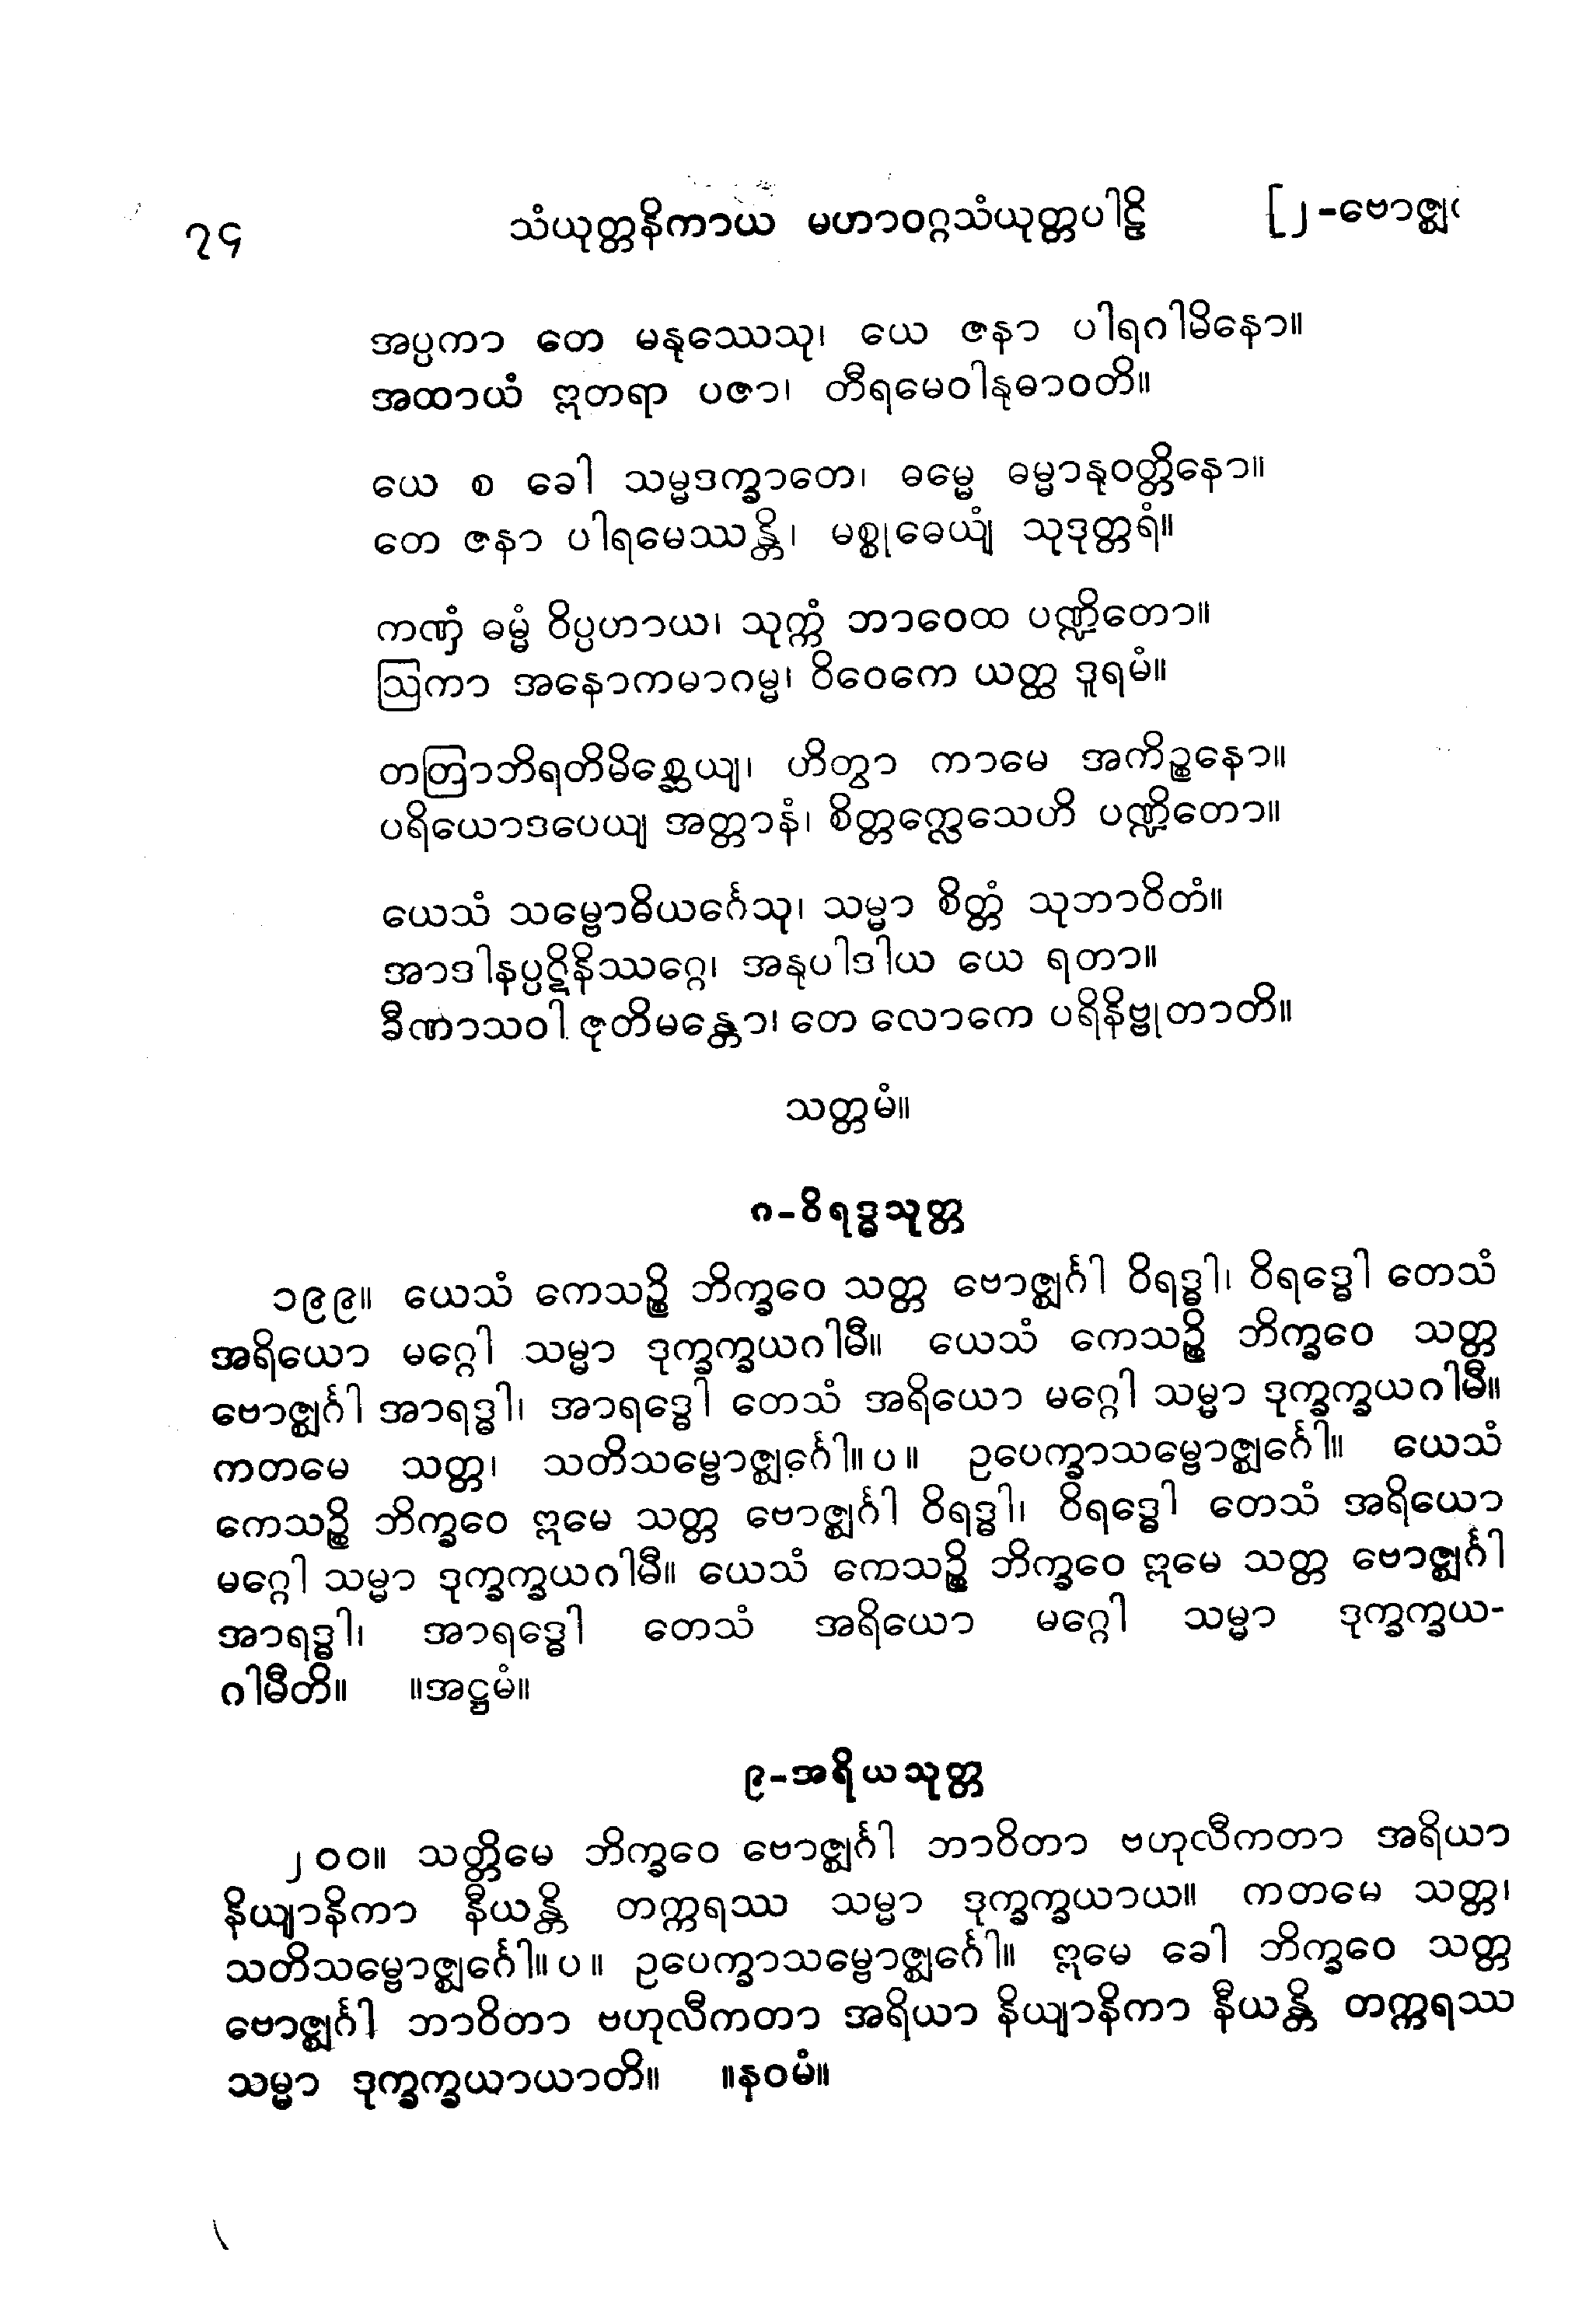 ၇၄ သံယုတ္တနိကာယ မဟာဝဂ္ဂသံယုတ္တပါဠိ [၂-ဗောဇ္ဈ
အပ္ပကာ တေ မနုဿေသု၊ ယေ ဇနာ ပါရဂါမိနော။
အထာယံ ဣတရာ ပဇာ၊ တီရမေဝါနုဓာဝတိ။
ယေ စ ခေါ သမ္မဒက္ခာတေ၊ ဓမ္မေ ဓမ္မာနုဝတ္တိနော။
တေ ဇနာ ပါရမေဿန္တိ၊ မစ္စုဓေယျံ သုဒုတ္တရံ။
ကဏှံ ဓမ္မံ ဝိပ္ပဟာယ၊ သုက္ကံ ဘာဝေထ ပဏ္ဍိတော။
ဩကာ အနောကမာဂမ္မ၊ ဝိဝေကေ ယတ္ထ ဒူရမံ။
တတြာဘိရတိမိစ္ဆေယျ၊ ဟိတွာ ကာမေ အကိဉ္စနော။
ပရိယောဒပေယျ အတ္တာနံ၊ စိတ္တက္လေသေဟိ ပဏ္ဍိတော။
ယေသံ သမ္ဗောဓိယင်္ဂေသု၊ သမ္မာ စိတ္တံ သုဘာဝိတံ။
အာဒါနပ္ပဋိနိဿဂ္ဂေ၊ အနုပါဒါယ ယေ ရတာ။
ခီဏာသဝါ ဇုတိမန္တော၊ တေ လောကေ ပရိနိဗ္ဗုတာတိ။
သတ္တမံ။
၈-ဝိရဒ္ဓသုတ္တ
၁၉၉။ ယေသံ ကေသဉ္စိ ဘိက္ခဝေ သတ္တ ဗောဇ္ဈင်္ဂါ ဝိရဒ္ဓါ၊ ဝိရဒ္ဓေါ တေသံ
အရိယော မဂ္ဂေါ သမ္မာ ဒုက္ခက္ခယဂါမီ။ ယေသံ ကေသဉ္စိ ဘိက္ခဝေ သတ္တ
ဗောဇ္ဈင်္ဂါ အာရဒ္ဓါ၊ အာရဒ္ဓေါ တေသံ အရိယော မဂ္ဂေါ သမ္မာ ဒုက္ခက္ခယဂါမီ။
ကတမေ သတ္တ၊ သတိသမ္ဗောဇ္ဈင်္ဂေါ။ပ။ ဥပေက္ခာသမ္ဗောဇ္ဈင်္ဂေါ။ ယေသံ
ကေသဉ္စိ ဘိက္ခဝေ ဣမေ သတ္တ ဗောဇ္ဈင်္ဂါ ဝိရဒ္ဓါ၊ ဝိရဒ္ဓေါ တေသံ အရိယော
မဂ္ဂေါ သမ္မာ ဒုက္ခက္ခယဂါမီ။ ယေသံ ကေသဉ္စိ ဘိက္ခဝေ ဣမေ သတ္တ ဗောဇ္ဈင်္ဂါ
အာရဒ္ဓါ၊ အာရဒ္ဓေါ တေသံ အရိယော မဂ္ဂေါ သမ္မာ ဒုက္ခက္ခယ-
ဂါမီတိ။ ။အဋ္ဌမံ။
၉-အရိယသုတ္တ
၂၀၀။ သတ္တိမေ ဘိက္ခဝေ ဗောဇ္ဈင်္ဂါ ဘာဝိတာ ဗဟုလီကတာ အရိယာ
နိယျာနိကာ နီယန္တိ တက္ကရဿ သမ္မာ ဒုက္ခက္ခယာယ။ ကတမေ သတ္တ၊
သတိသမ္ဗောဇ္ဈင်္ဂေါ။ပ။ ဥပေက္ခာသမ္ဗောဇ္ဈင်္ဂေါ။ ဣမေ ခေါ ဘိက္ခဝေ သတ္တ
ဗောဇ္ဈင်္ဂါ ဘာဝိတာ ဗဟုလီကတာ အရိယာ နိယျာနိကာ နီယန္တိ တက္ကရဿ
သမ္မာ ဒုက္ခက္ခယာယာတိ။ ။နဝမံ။